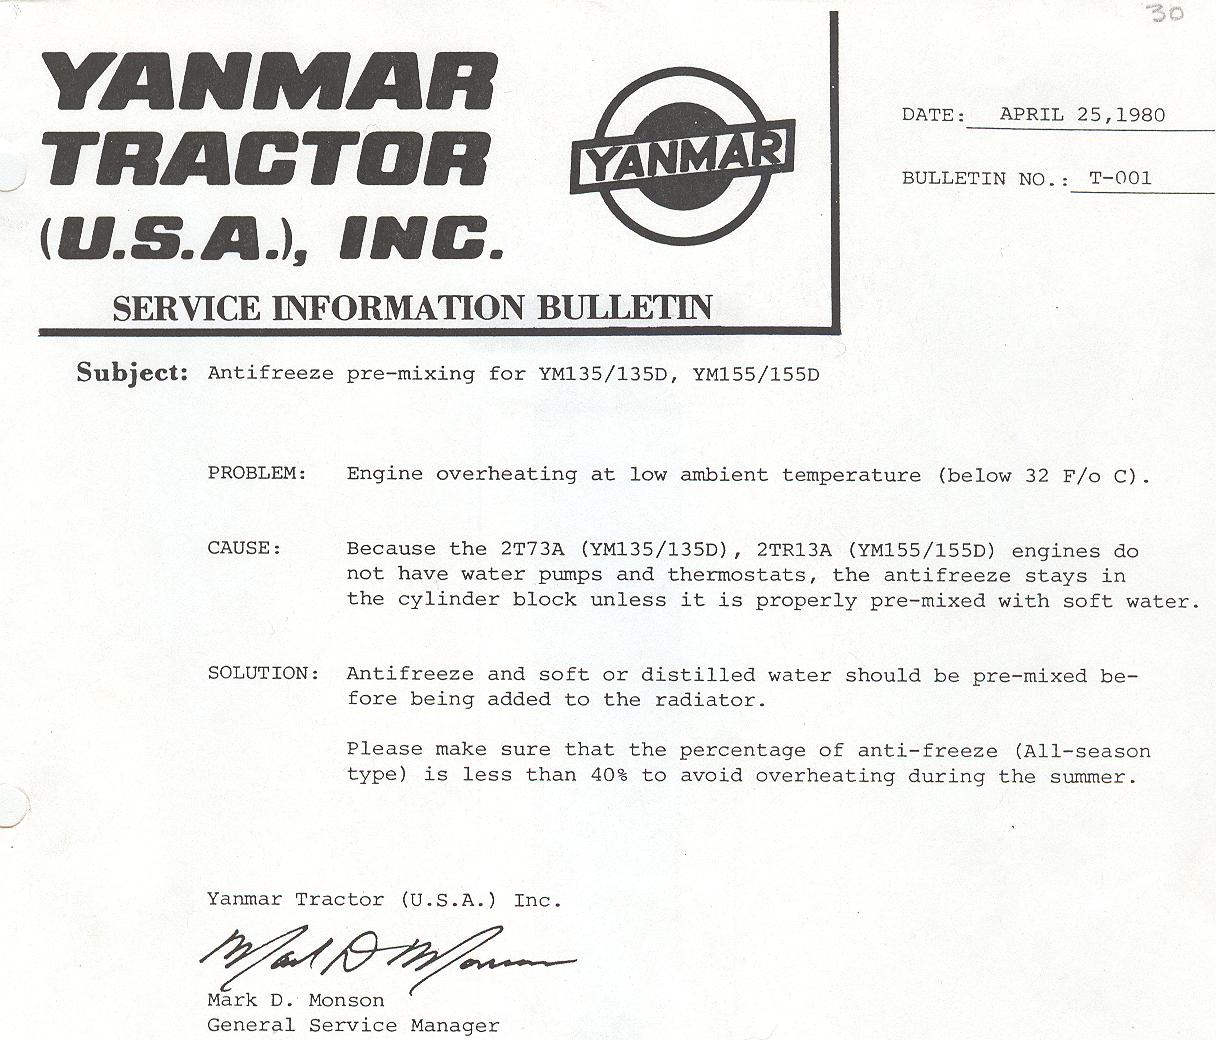 30
YANMAR
TRACTOR
(U.S.A.), INC.
YANMAR
SERVICE INFORMATION BULLETIN
DATE: APRIL 25,1980
BULLETIN NO.: T-001
Subject: Antifreeze pre-mixing for YM135/135D, YM155/155D
PROBLEM: Engine overheating at low ambient temperature (below 32 F/o C).
CAUSE: Because the 2T73A (YM135/135D), 2TR13A (YM155/155D) engines do
not have water pumps and thermostats, the antifreeze stays in
the cylinder block unless it is properly pre-mixed with soft water.
SOLUTION: Antifreeze and soft or distilled water should be pre-mixed be-
fore being added to the radiator.
Please make sure that the percentage of anti-freeze (All-season
type) is less than 40% to avoid overheating during the summer.
Yanmar Tractor (U.S.A.) Inc.
Mark D Monson
Mark D. Monson
General Service Manager